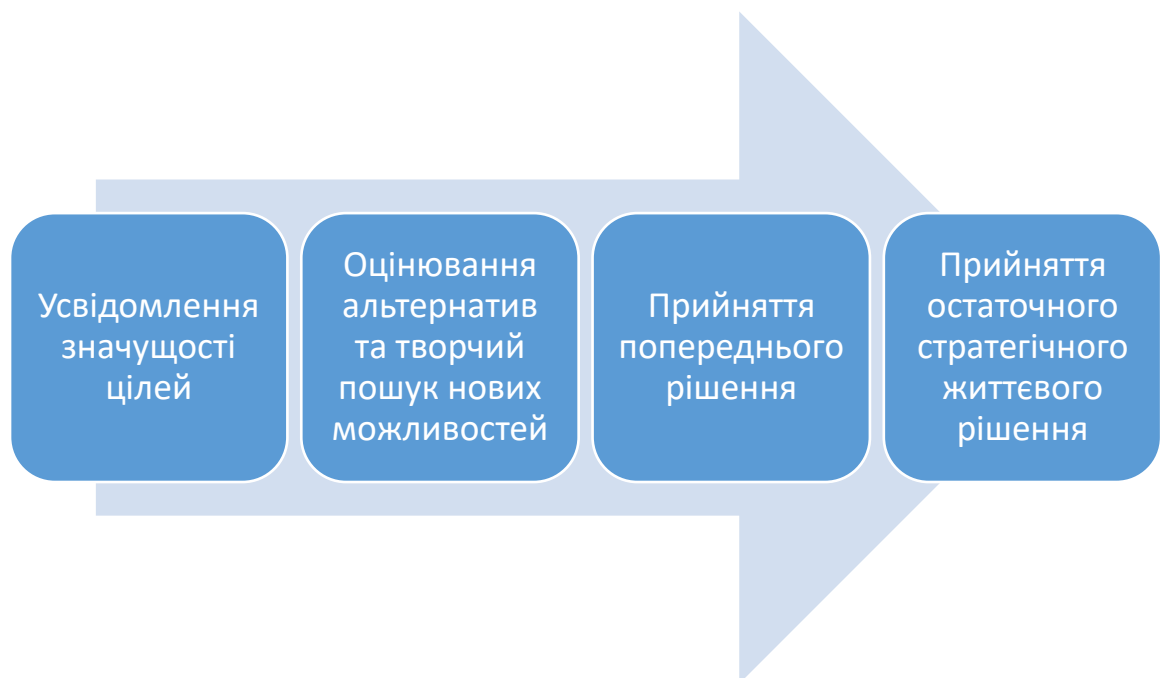 Усвідомлення
значущості
цілей
Оцінювання
альтернатив
та творчий
пошук нових
можливостей
Прийняття
попереднього
рішення
Прийняття
остаточного
стратегічного
життєвого
рішення